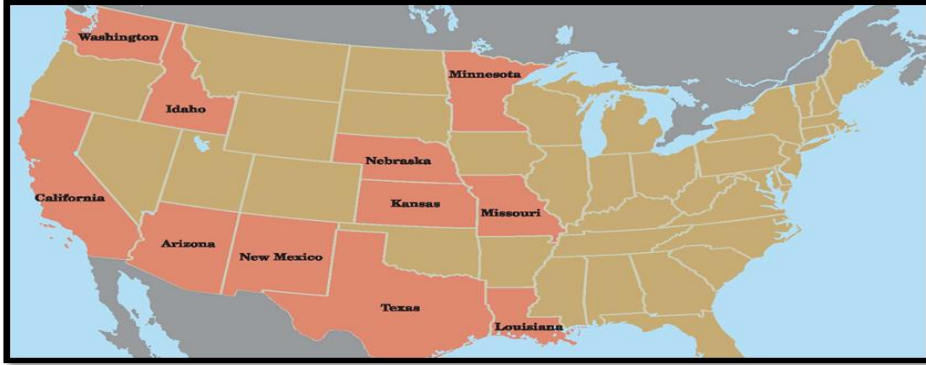 Washington
Minnesota
Idaho
Nebraska
California
Kansas
Missouri
Arizona
New Mexico
Texas
Louisiana